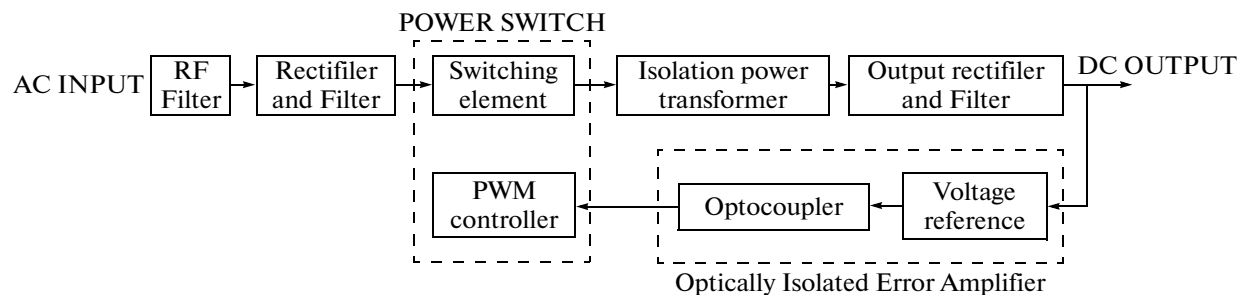 POWER SWITCH
AC INPUT
RF
Filter
Rectifiler
and Filter
Switching
element
Isolation power
transformer
Output rectifiler
and Filter
DC OUTPUT
PWM
controller
Optocoupler
Voltage
reference
Optically Isolated Error Amplifier